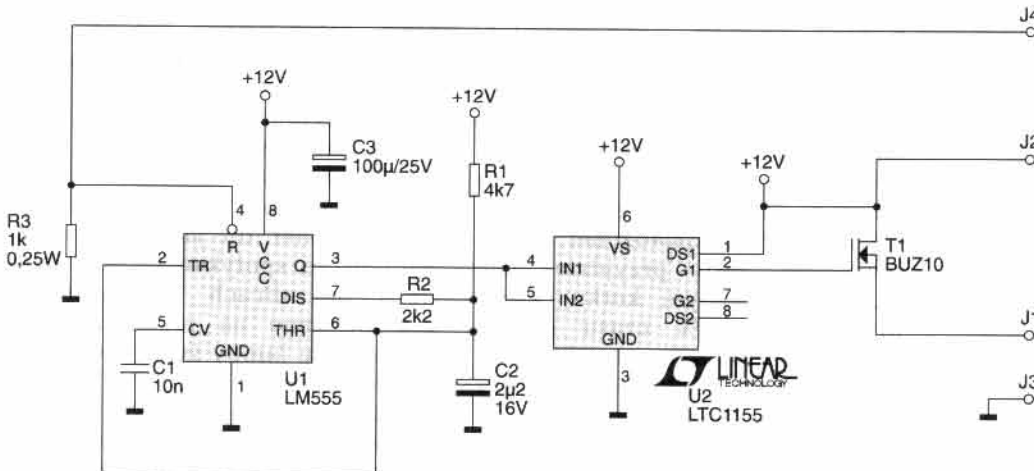 J4
+12V
+12V
C3
100µ/25V
R1
4k7
+12V
+12V
J2
R3
1k
0,25W
4
8
R
V
C
C
6
VS
2
TR
Q
3
4
IN1
DS1
1
G1
2
T1
BUZ10
DIS
7
R2
2k2
5
IN2
G2
7
DS2
8
5
CV
THR
6
GND
GND
J1
C1
10n
1
U1
LM555
C2
2µ2
16V
3
LINEAR
TECHNOLOGY
U2
LTC1155
J3